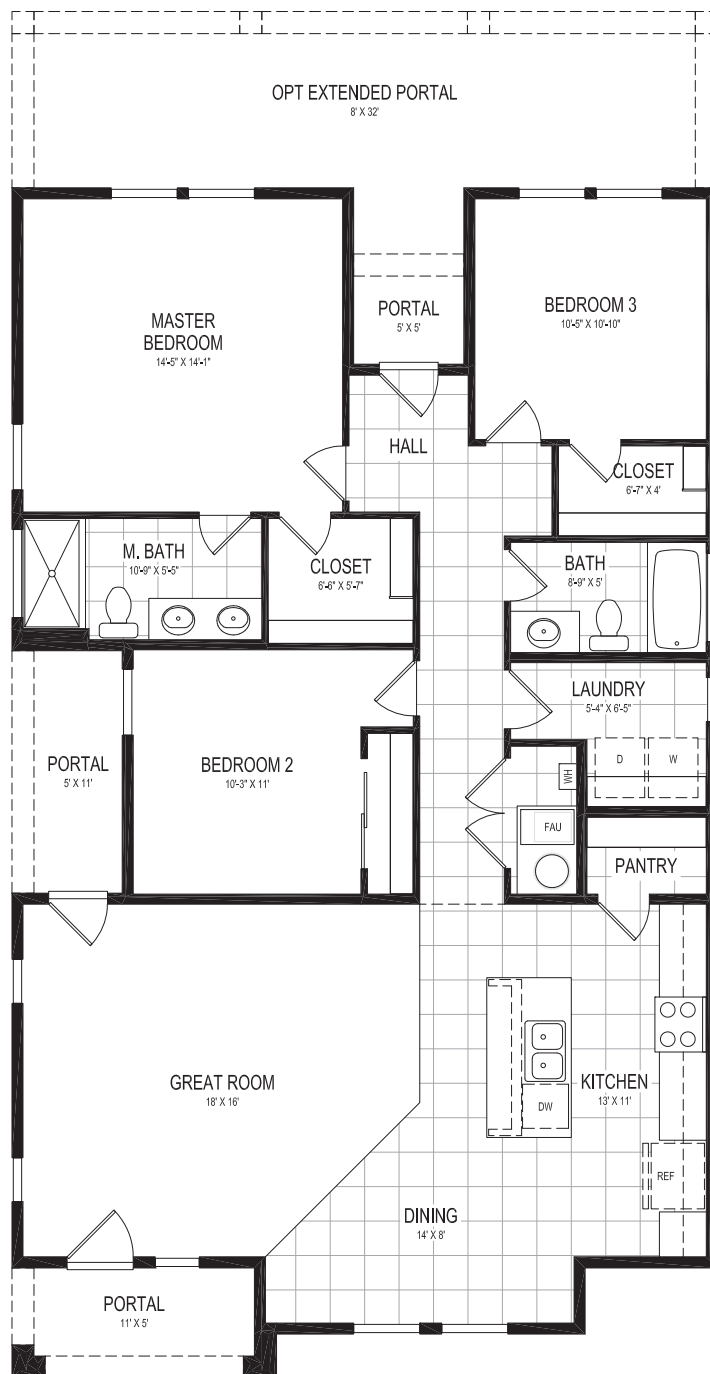 OPT EXTENDED PORTAL
8' X 32'
MASTER
BEDROOM
14'-5" X 14'-1"
PORTAL
5' X 5'
BEDROOM 3
10'-5" X 10'-10"
HALL
CLOSET
6'-7" X 4'
M. BATH
10'-9" X 5'-5"
CLOSET
6'-6" X 5'-7"
BATH
8'-9" X 5'
LAUNDRY
5'-4" X 6'-5"
D
W
PORTAL
5' X 11'
BEDROOM 2
10'-3" X 11'
WH
FAU
PANTRY
GREAT ROOM
18' X 16'
KITCHEN
13' X 11'
DW
REF
DINING
14' X 8'
PORTAL
11' X 5'